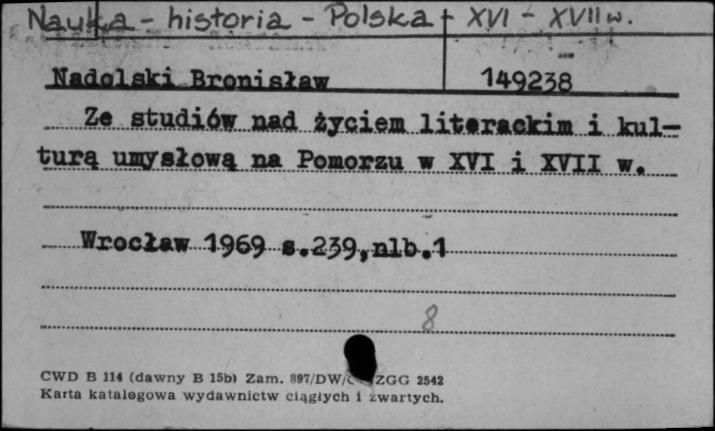 Nauka - historia - Polska XVI - XVII w.
Nadolski Bronisław 149238
Ze studiów nad życiem literackim i kul-
turą umysłową na Pomorzu w XVI i XVII w.
Wrocław 1969 s.239,nlb.1
8
CWD B 114 (dawny B 15b) Zam. 897/DW/ ZGG 2542
Karta katalogowa wydawnictw ciągłych i zwartych.